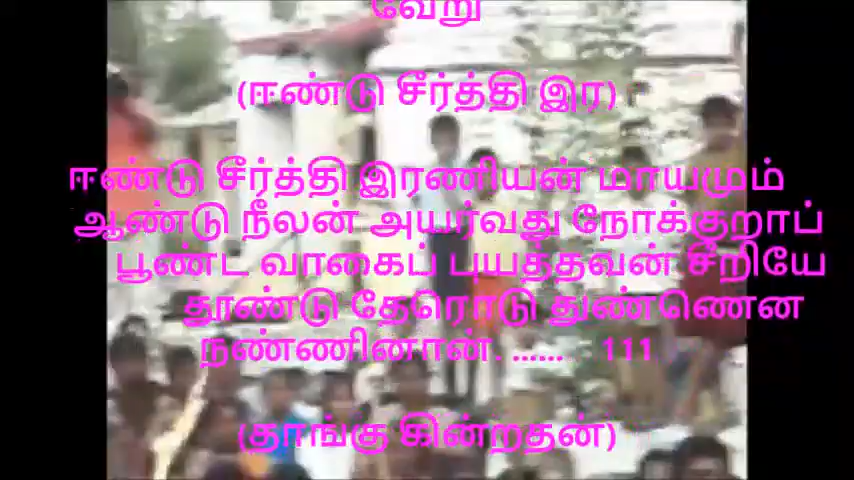 வேறு
(ஈண்டு சீர்த்தி இர)
ஈண்டு சீர்த்தி இரணியன் மாயமும்
ஆண்டு நீலன் அயர்வது நோக்குறாப்
பூண்ட வாகைப் பயத்தவன் சீறியே
தூண்டு தேரொடு துண்ணென
நண்ணினான். ...... 111
(தாங்கு கின்றதன்)